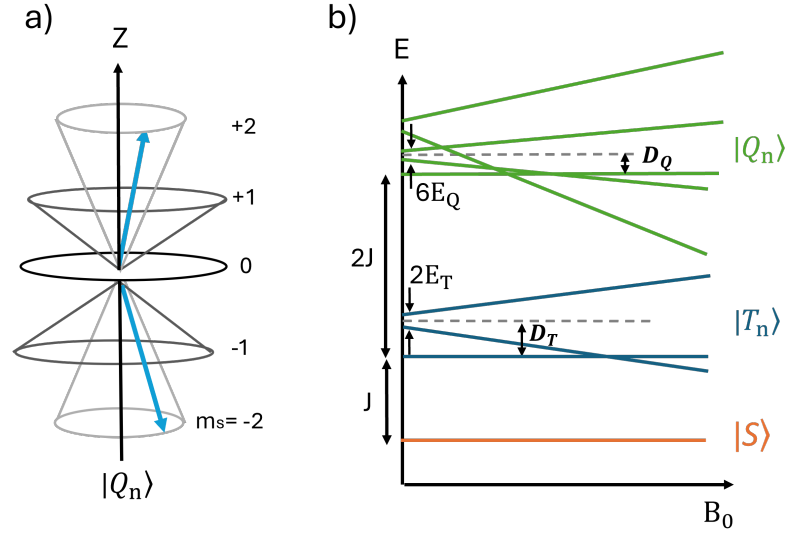 a)
Z
+2
+1
0
-1
mₛ= -2
|Qₙ⟩
b)
E
D_Q
|Qₙ⟩
6E_Q
2J
2E_T
D_T
|Tₙ⟩
J
|S⟩
B₀